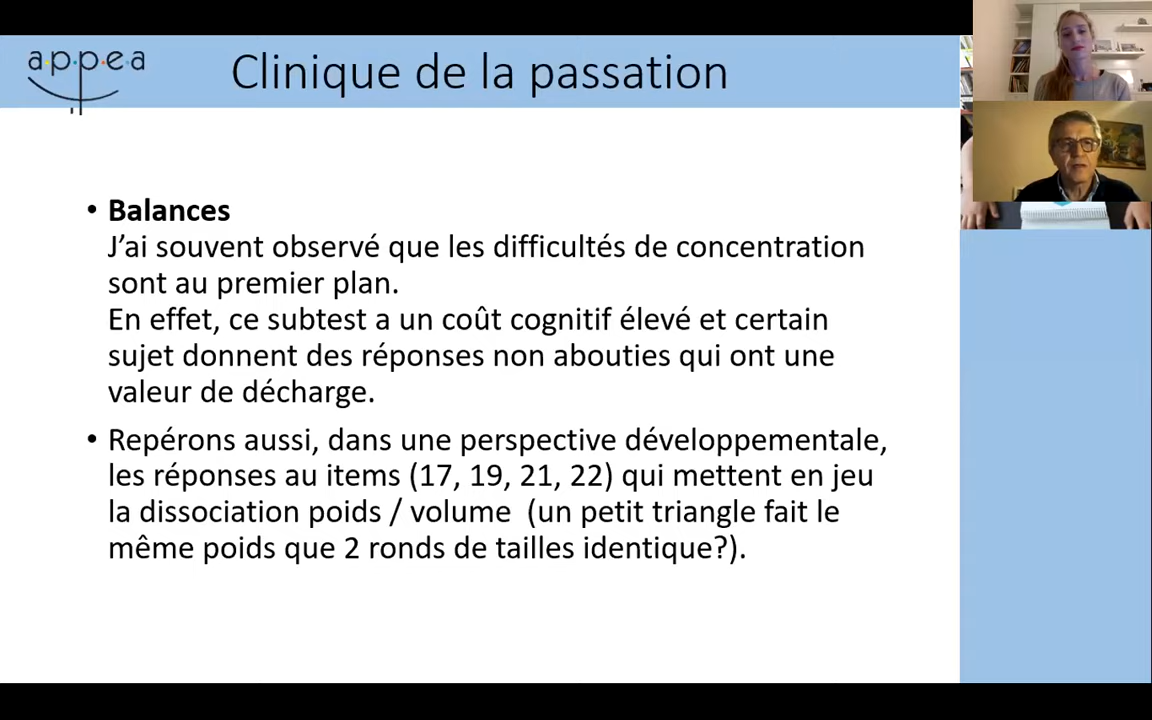 appea
Clinique de la passation
• Balances
J’ai souvent observé que les difficultés de concentration
sont au premier plan.
En effet, ce subtest a un coût cognitif élevé et certain
sujet donnent des réponses non abouties qui ont une
valeur de décharge.
• Repérons aussi, dans une perspective développementale,
les réponses au items (17, 19, 21, 22) qui mettent en jeu
la dissociation poids / volume (un petit triangle fait le
même poids que 2 ronds de tailles identique?).